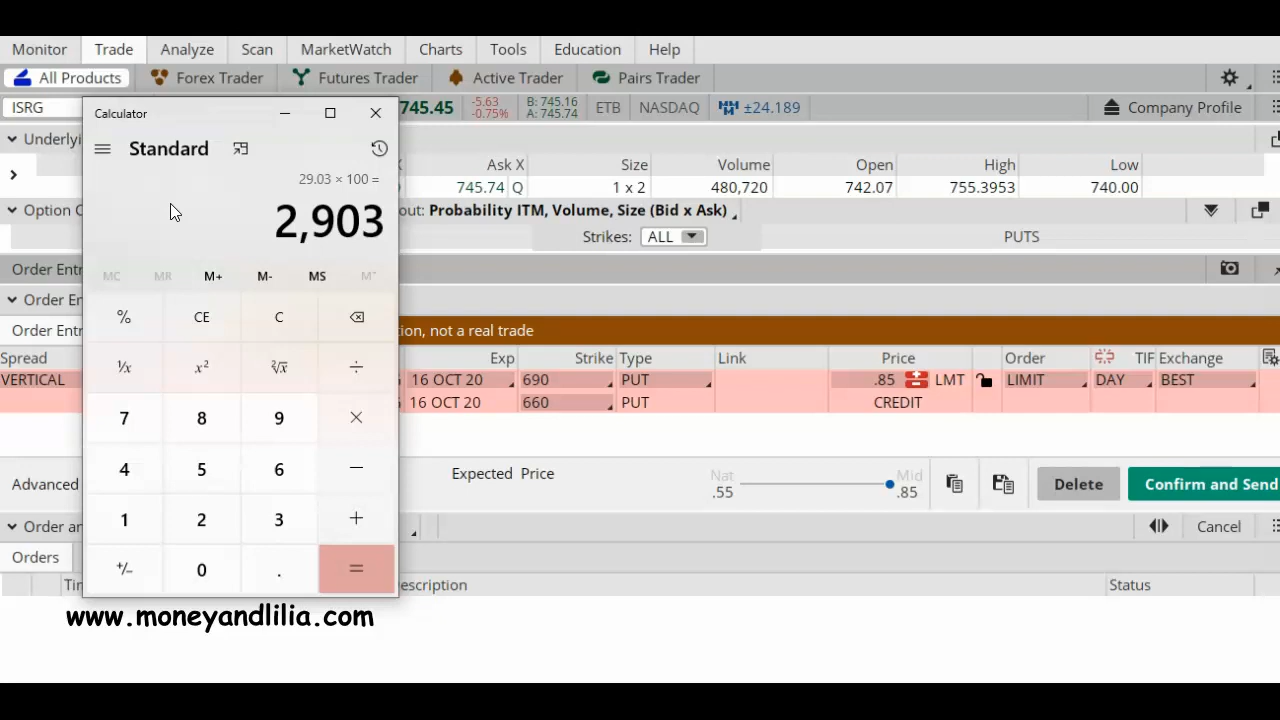 Monitor Trade Analyze Scan MarketWatch Charts Tools Education Help
All Products Forex Trader Futures Trader Active Trader Pairs Trader
ISRG 745.45 -5.63 -0.75% B: 745.16 A: 745.74 ETB NASDAQ ±24.189 Company Profile
Calculator
Standard
29.03 × 100 =
2,903
MC MR M+ M- MS
% CE C
¹/x x² ²√x ÷
7 8 9 ×
4 5 6 −
1 2 3 +
+/- 0 . =
Underlyi
X Ask X Size Volume Open High Low
745.74 Q 1 x 2 480,720 742.07 755.3953 740.00
Option C out: Probability ITM, Volume, Size (Bid x Ask)
Strikes: ALL PUTS
Order Entr
Order En
Order Entr ion, not a real trade
Spread Exp Strike Type Link Price Order TIF Exchange
VERTICAL 16 OCT 20 690 PUT .85 LMT LIMIT DAY BEST
16 OCT 20 660 PUT CREDIT
Advanced Expected Price Nat .55 Mid .85 Delete Confirm and Send
Order an Cancel
Orders
Tin escription Status
www.moneyandlilia.com